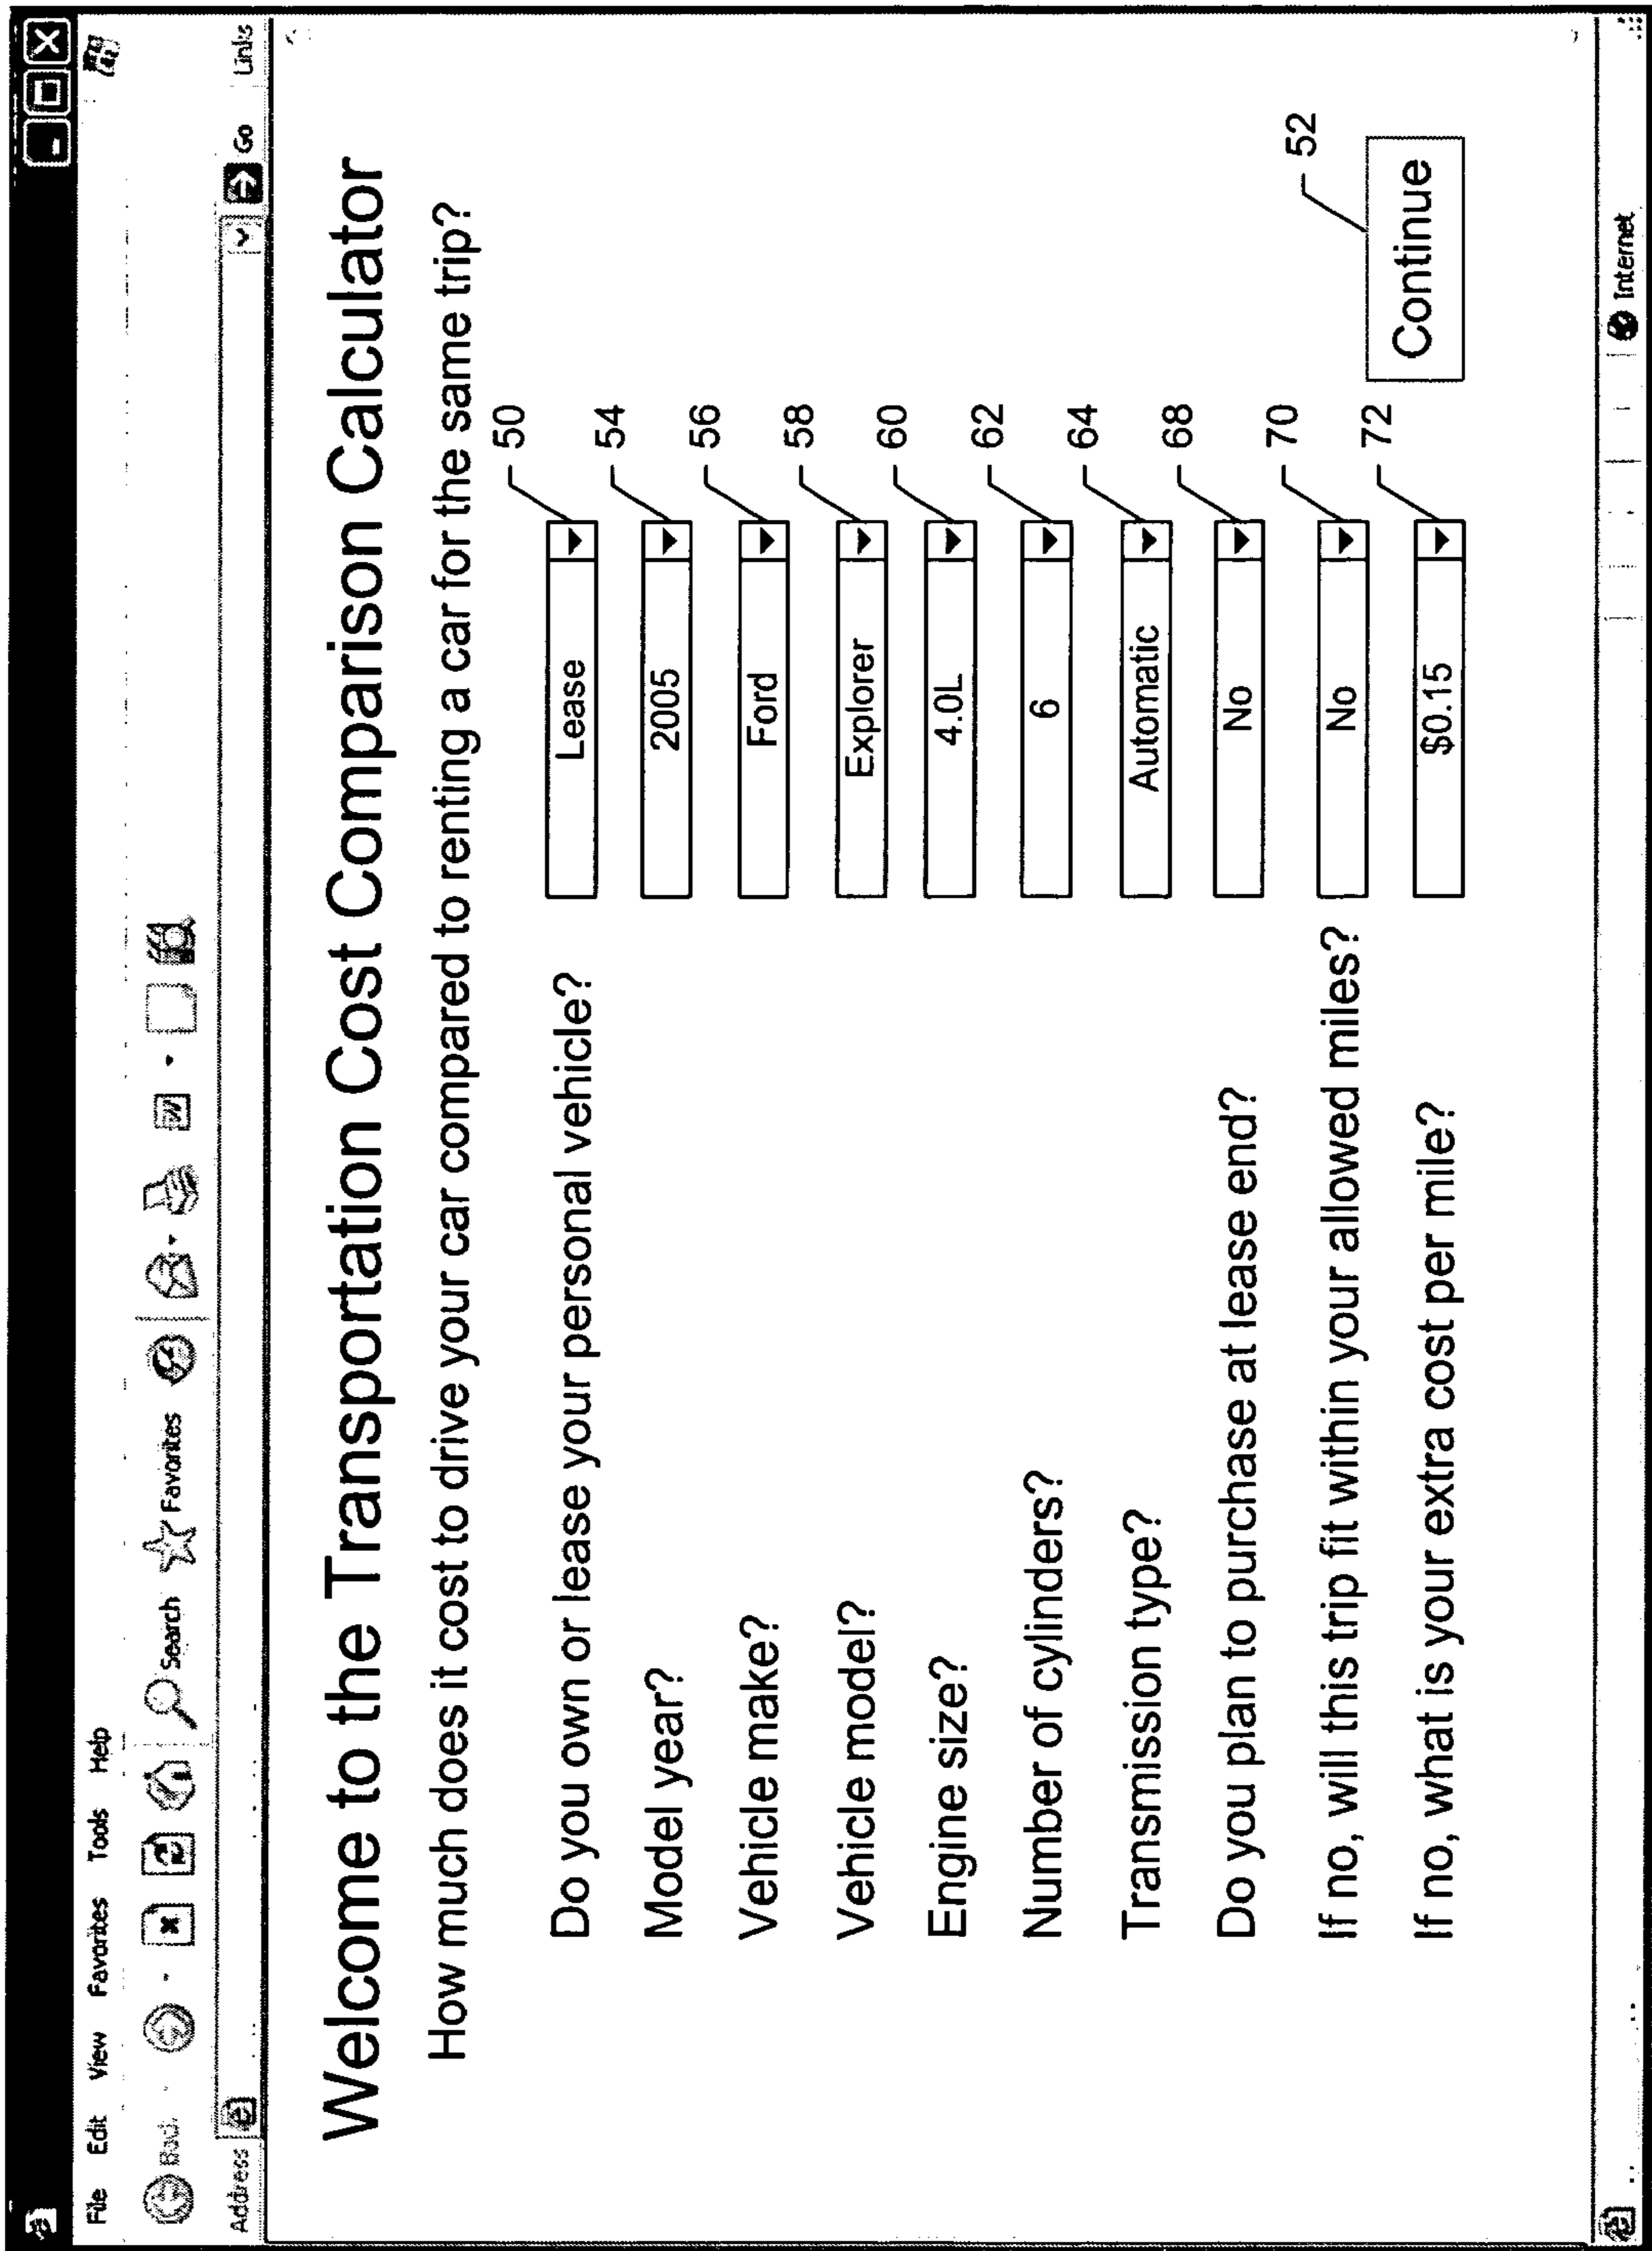 File Edit View Favorites Tools Help
Back Search Favorites
Address Go Links
Welcome to the Transportation Cost Comparison Calculator
How much does it cost to drive your car compared to renting a car for the same trip?
Do you own or lease your personal vehicle? Lease 50
Model year? 2005 54
Vehicle make? Ford 56
Vehicle model? Explorer 58
Engine size? 4.0L 60
Number of cylinders? 6 62
Transmission type? Automatic 64
Do you plan to purchase at lease end? No 68
If no, will this trip fit within your allowed miles? No 70
If no, what is your extra cost per mile? $0.15 72
52
Continue
Internet